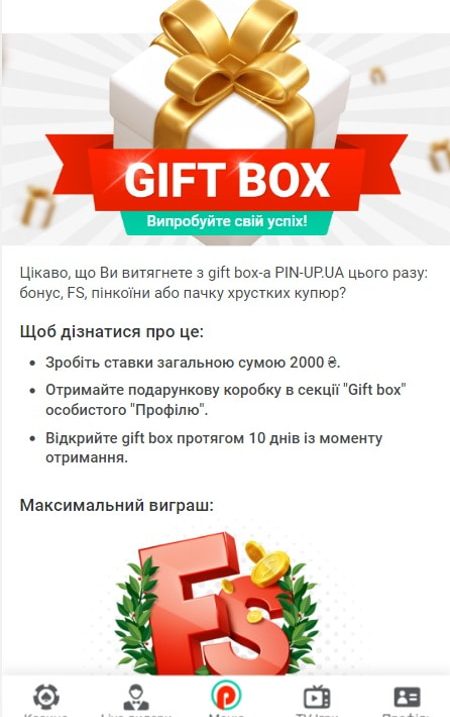 GIFT BOX
Випробуйте свій успіх!
Цікаво, що Ви витягнете з gift box-а PIN-UP.UA цього разу:
бонус, FS, пінкоїни або пачку хрустких купюр?
Щоб дізнатися про це:
• Зробіть ставки загальною сумою 2000 ₴.
• Отримайте подарункову коробку в секції "Gift box"
особистого "Профілю".
• Відкрийте gift box протягом 10 днів із моменту
отримання.
Максимальний виграш:
Fs